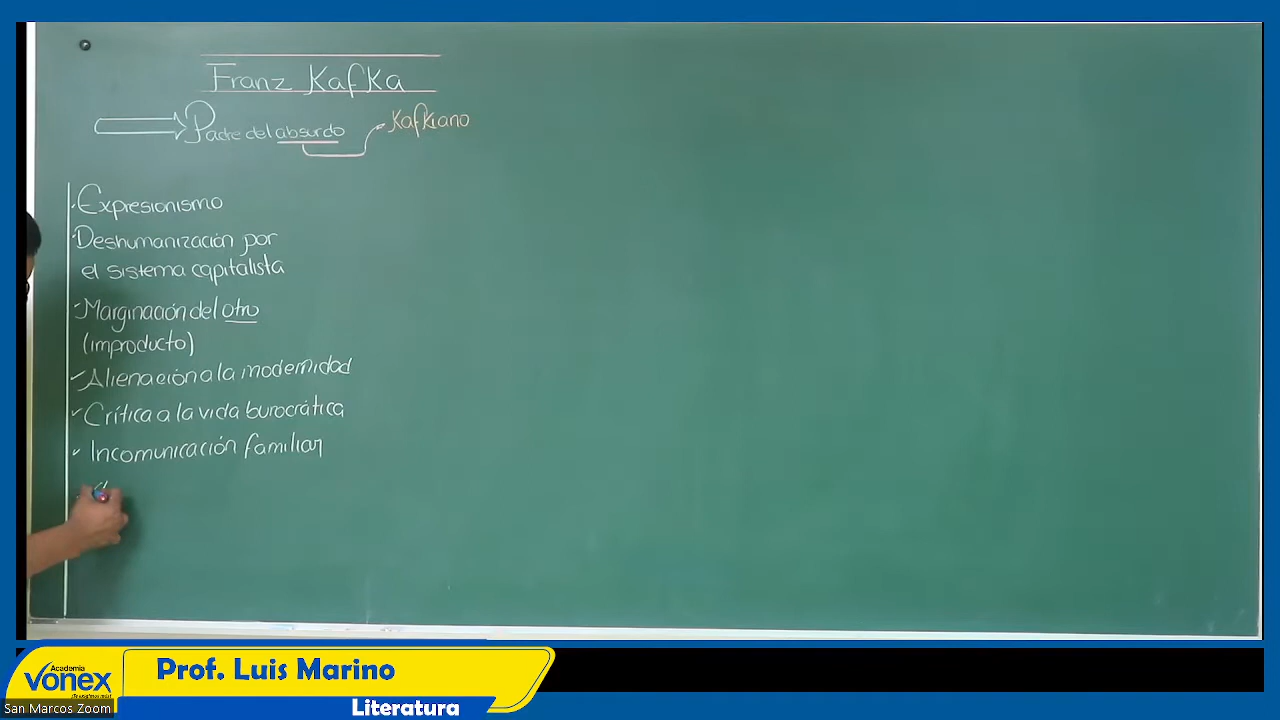 Franz Kafka
Padre del absurdo
Kafkiano
Expresionismo
Deshumanización por
el sistema capitalista
Marginación del otro
(improducto)
Alienación a la modernidad
Crítica a la vida burocrática
Incomunicación familiar
Academia
VONEX
Prof. Luis Marino
Literatura
San Marcos Zoom